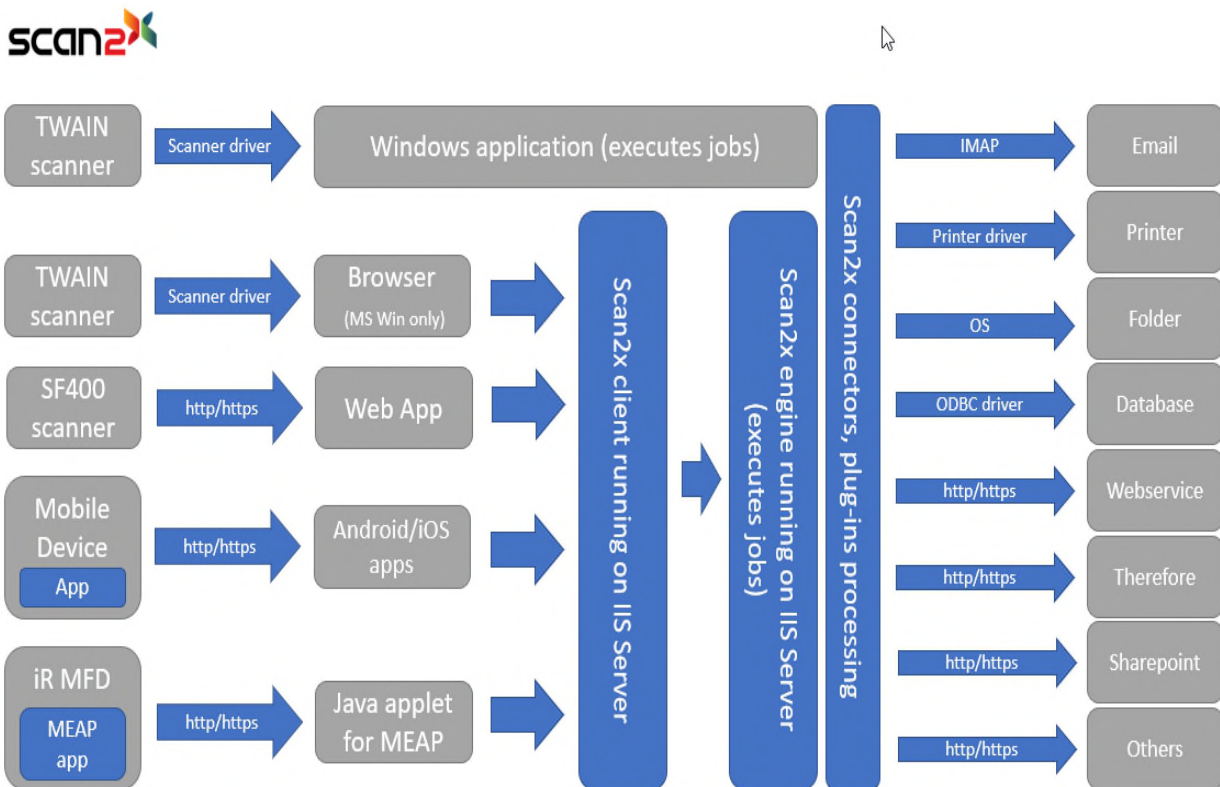 scan2x
TWAIN
scanner
Scanner driver
Windows application (executes jobs)
IMAP
Email
Printer driver
Printer
TWAIN
scanner
Scanner driver
Browser
(MS Win only)
OS
Folder
SF400
scanner
http/https
Web App
ODBC driver
Database
Mobile
Device
App
http/https
Android/iOS
apps
http/https
Webservice
http/https
Therefore
iR MFD
MEAP
app
http/https
Java applet
for MEAP
http/https
Sharepoint
http/https
Others
Scan2x client running on IIS Server
Scan2x engine running on IIS Server
(executes jobs)
Scan2x connectors, plug-ins processing